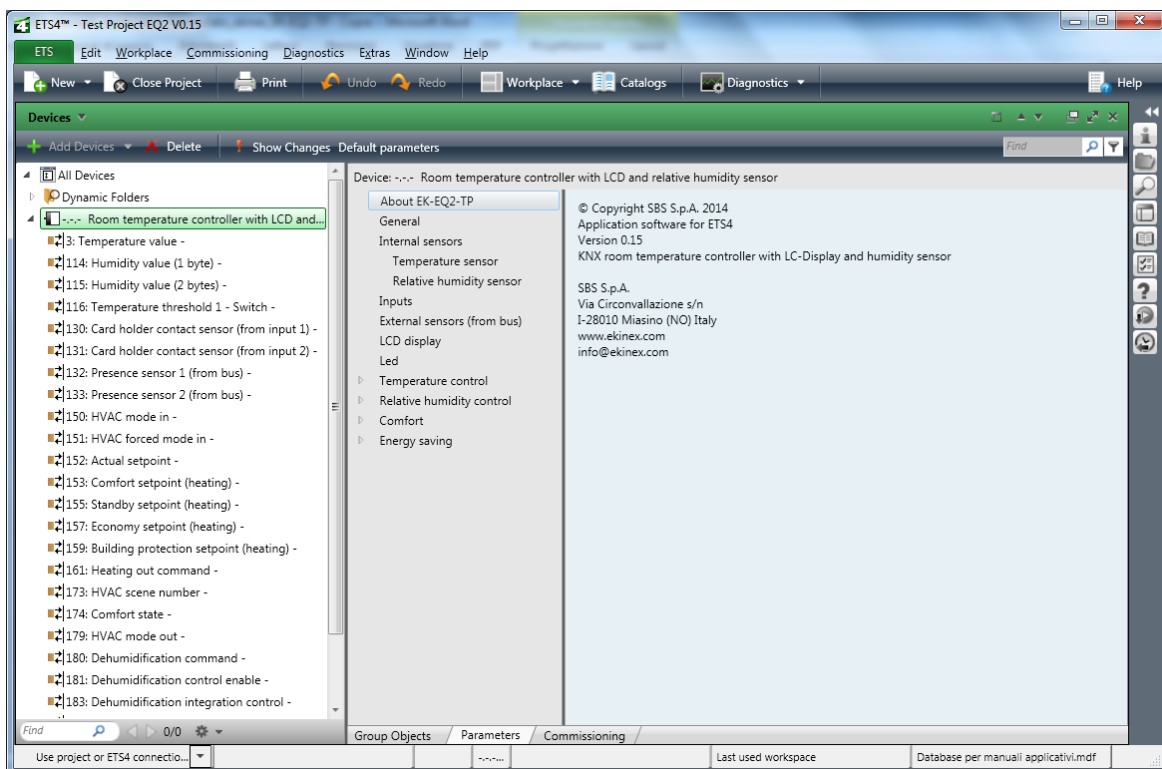 ETS4™ - Test Project EQ2 V0.15
ETS Edit Workplace Commissioning Diagnostics Extras Window Help
New Close Project Print Undo Redo Workplace Catalogs Diagnostics Help
Devices
Add Devices Delete Show Changes Default parameters Find
All Devices
Dynamic Folders
-.-.- Room temperature controller with LCD and...
3: Temperature value -
114: Humidity value (1 byte) -
115: Humidity value (2 bytes) -
116: Temperature threshold 1 - Switch -
130: Card holder contact sensor (from input 1) -
131: Card holder contact sensor (from input 2) -
132: Presence sensor 1 (from bus) -
133: Presence sensor 2 (from bus) -
150: HVAC mode in -
151: HVAC forced mode in -
152: Actual setpoint -
153: Comfort setpoint (heating) -
155: Standby setpoint (heating) -
157: Economy setpoint (heating) -
159: Building protection setpoint (heating) -
161: Heating out command -
173: HVAC scene number -
174: Comfort state -
179: HVAC mode out -
180: Dehumidification command -
181: Dehumidification control enable -
183: Dehumidification integration control -
Find 0/0
Device: -.-.- Room temperature controller with LCD and relative humidity sensor
About EK-EQ2-TP
General
Internal sensors
Temperature sensor
Relative humidity sensor
Inputs
External sensors (from bus)
LCD display
Led
Temperature control
Relative humidity control
Comfort
Energy saving
© Copyright SBS S.p.A. 2014
Application software for ETS4
Version 0.15
KNX room temperature controller with LC-Display and humidity sensor
SBS S.p.A.
Via Circonvallazione s/n
I-28010 Miasino (NO) Italy
www.ekinex.com
info@ekinex.com
Group Objects Parameters Commissioning
Use project or ETS4 connectio... -.-.-... Last used workspace Database per manuali applicativi.mdf